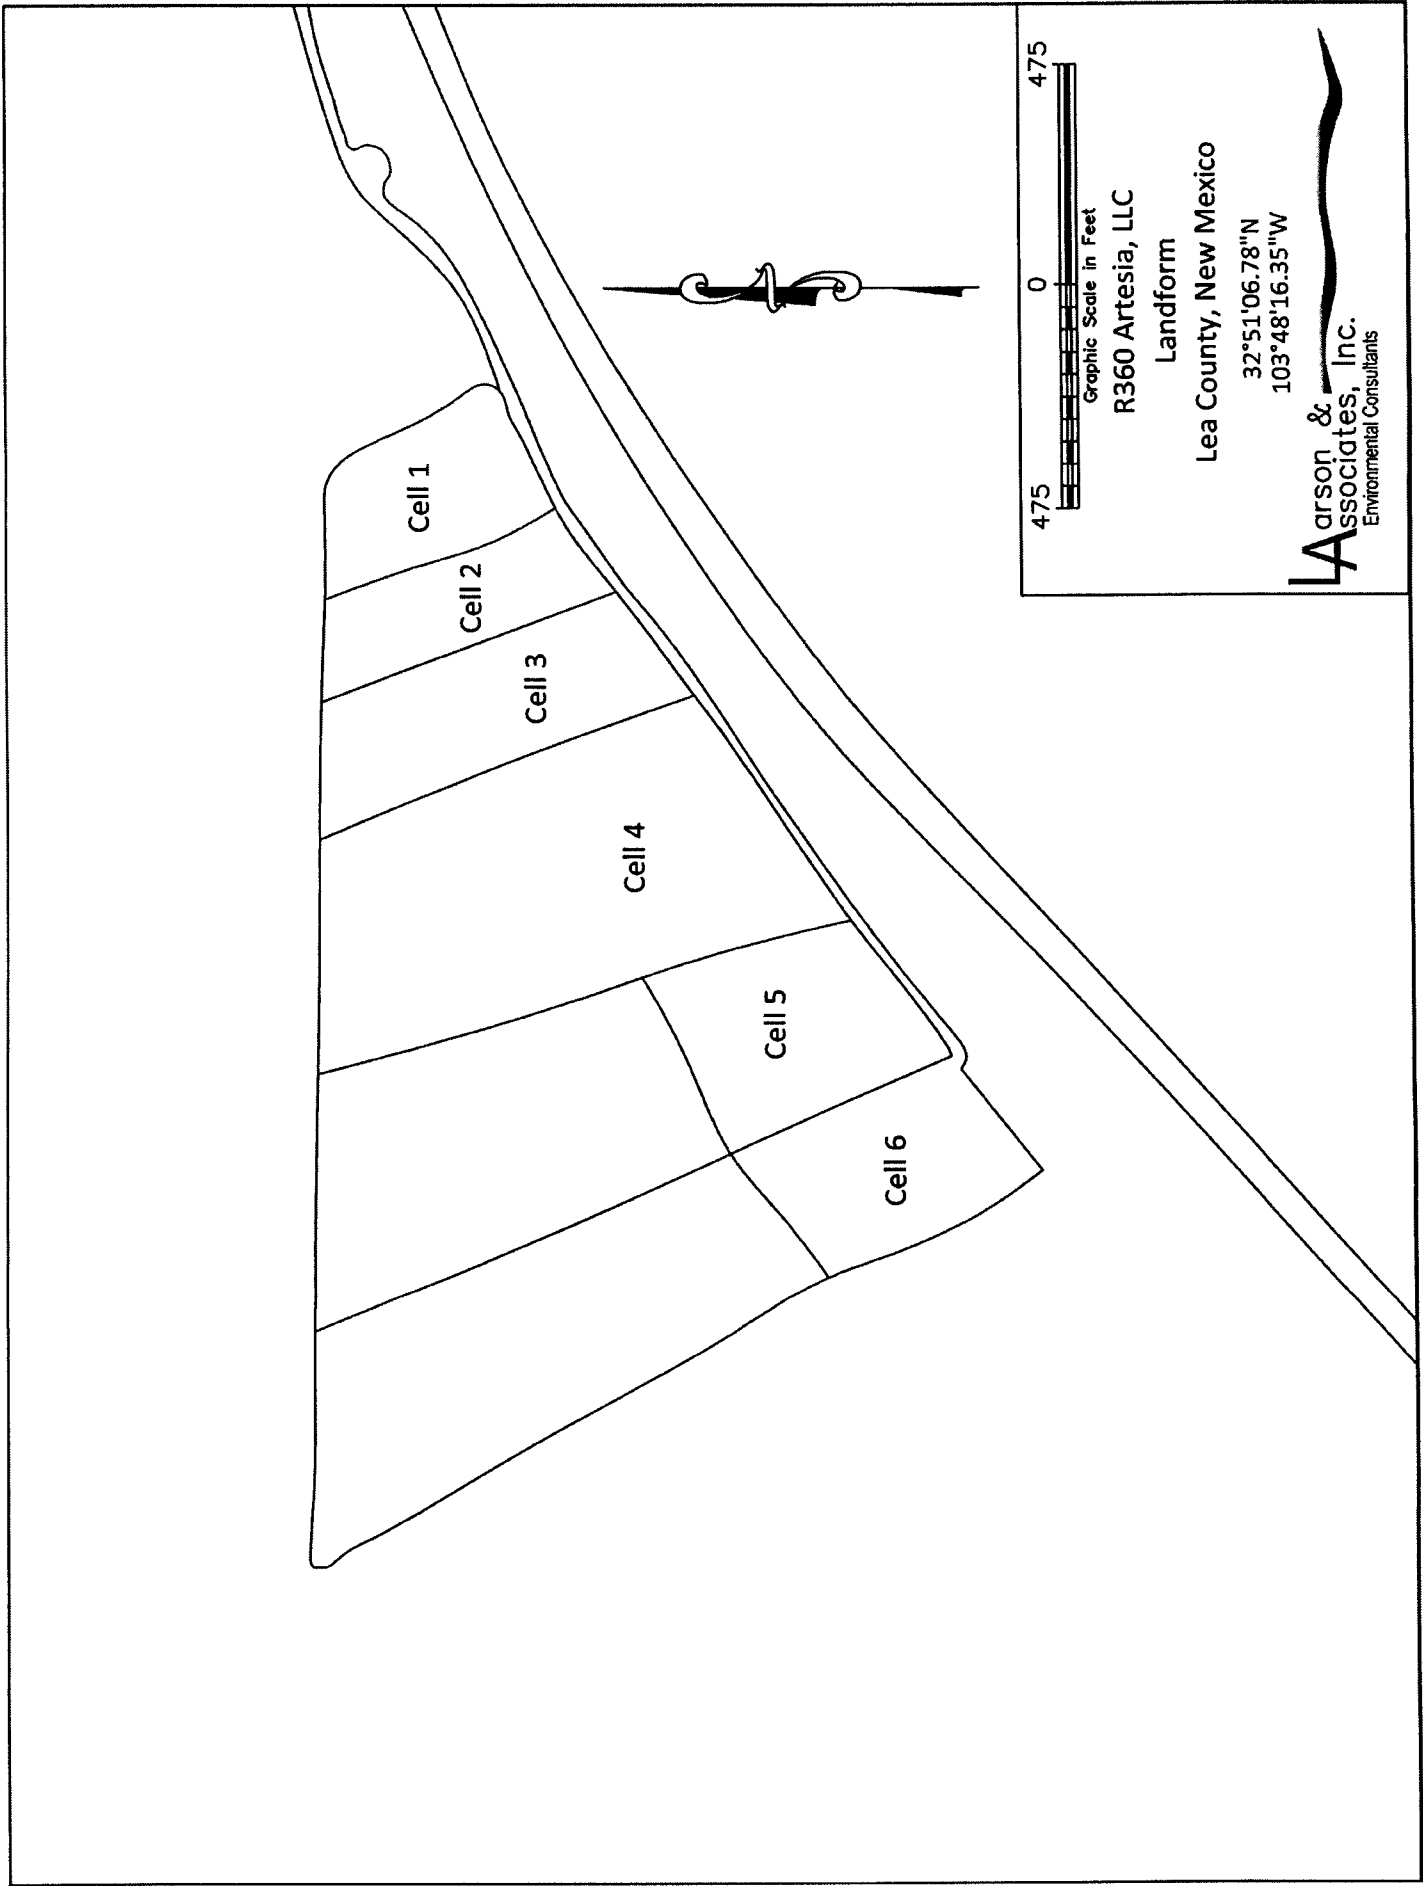 Cell 1
Cell 2
Cell 3
Cell 4
Cell 5
Cell 6
475 0 475
Graphic Scale in Feet
R360 Artesia, LLC
Landform
Lea County, New Mexico
32°51'06.78"N
103°48'16.35"W
Larson &
Associates, Inc.
Environmental Consultants